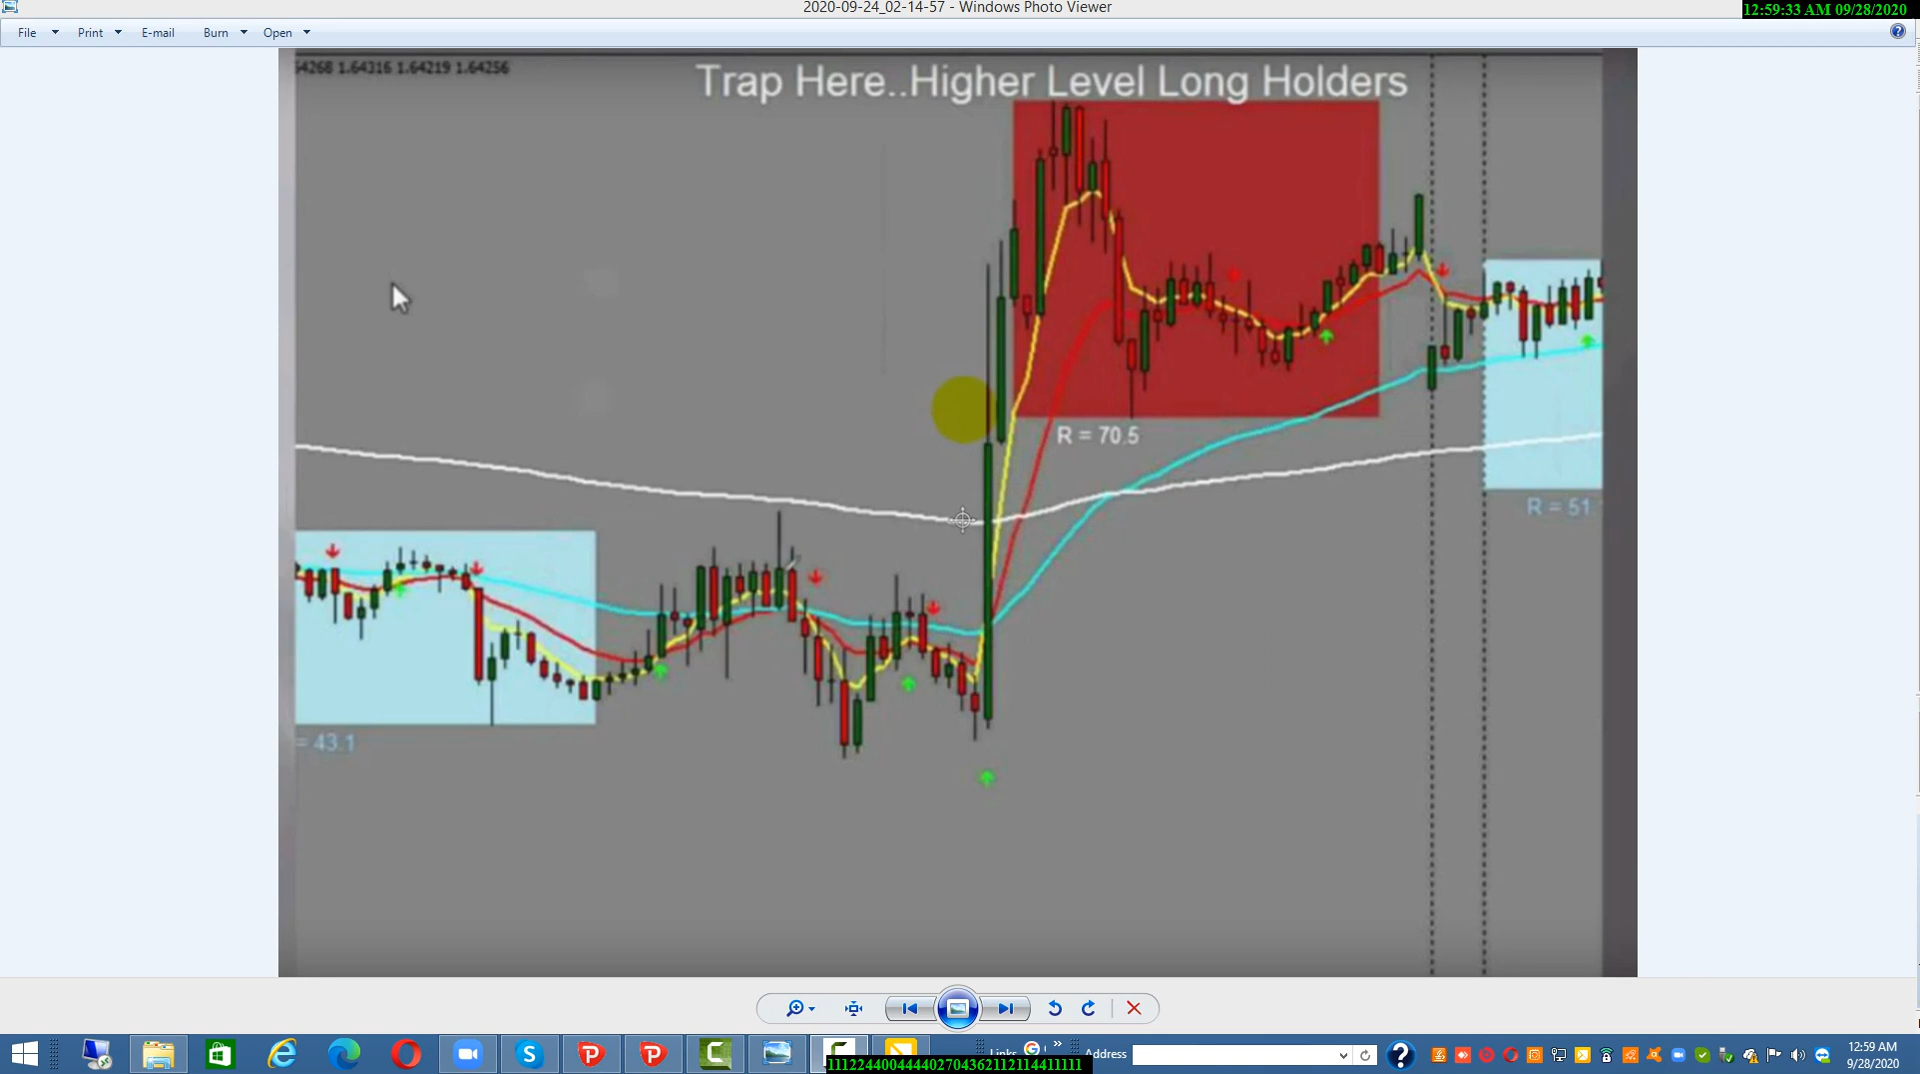 2020-09-24_02-14-57 - Windows Photo Viewer
12:59:33 AM 09/28/2020
File Print E-mail Burn Open
64268 1.64316 1.64219 1.64256
Trap Here..Higher Level Long Holders
R = 70.5
R = 51
= 43.1
Links » Address
12:59 AM
9/28/2020